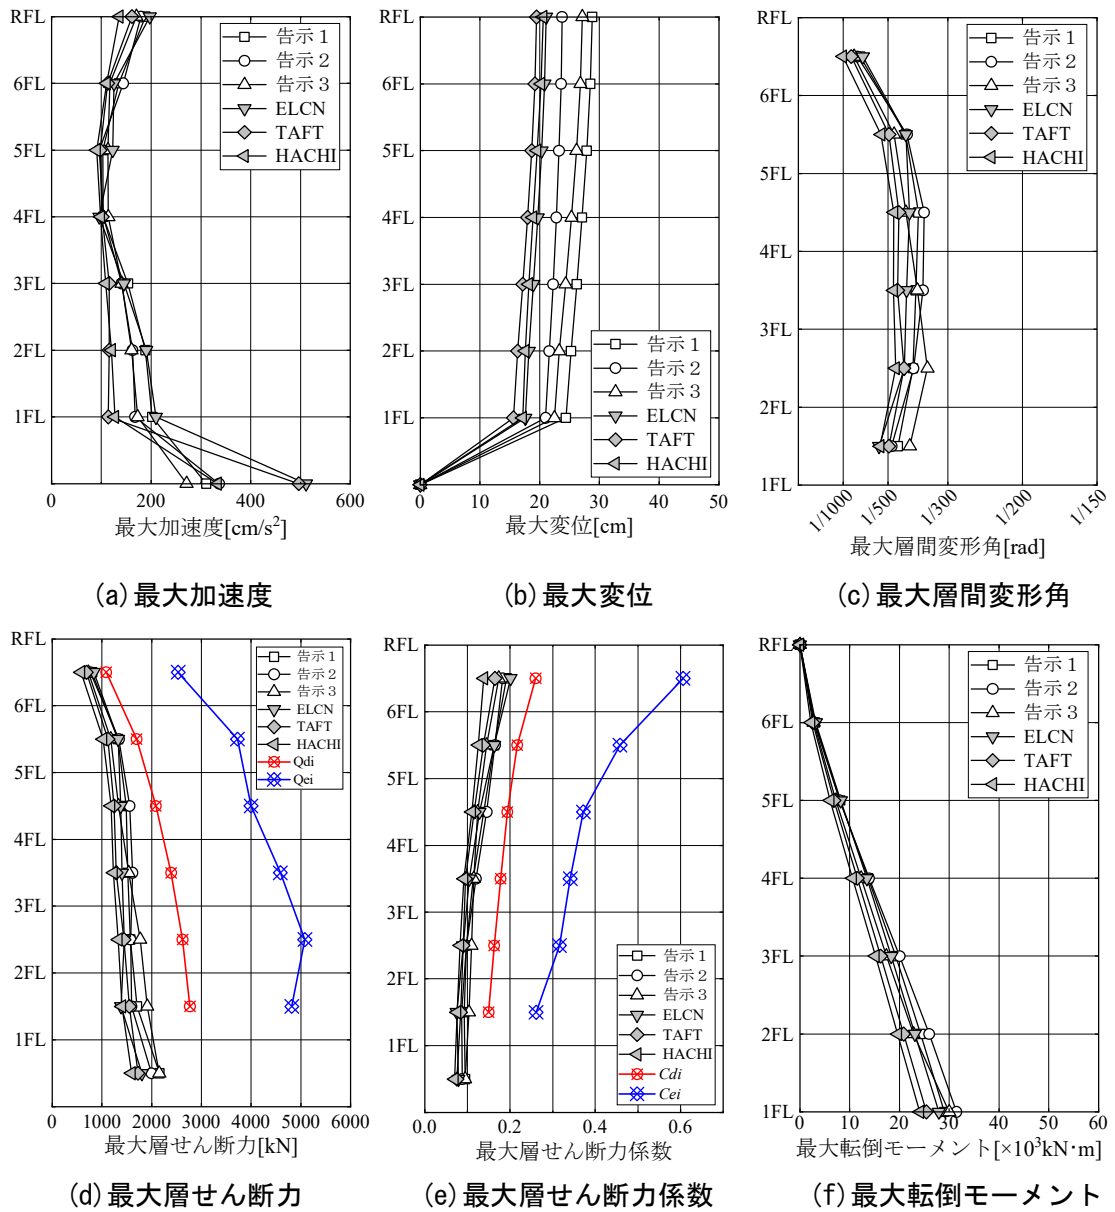 RFL
6FL
5FL
4FL
3FL
2FL
1FL
0
200
400
600
告示１
告示２
告示３
ELCN
TAFT
HACHI
最大加速度[cm/s²]
(a)最大加速度
RFL
6FL
5FL
4FL
3FL
2FL
1FL
0
10
20
30
40
50
告示１
告示２
告示３
ELCN
TAFT
HACHI
最大変位[cm]
(b)最大変位
RFL
6FL
5FL
4FL
3FL
2FL
1FL
1/1000
1/500
1/300
1/200
1/150
告示１
告示２
告示３
ELCN
TAFT
HACHI
最大層間変形角[rad]
(c)最大層間変形角
RFL
6FL
5FL
4FL
3FL
2FL
1FL
0
1000
2000
3000
4000
5000
6000
告示１
告示２
告示３
ELCN
TAFT
HACHI
Qdi
Qei
最大層せん断力[kN]
(d)最大層せん断力
RFL
6FL
5FL
4FL
3FL
2FL
1FL
0.0
0.2
0.4
0.6
告示１
告示２
告示３
ELCN
TAFT
HACHI
Cdi
Cei
最大層せん断力係数
(e)最大層せん断力係数
RFL
6FL
5FL
4FL
3FL
2FL
1FL
0
10
20
30
40
50
60
告示１
告示２
告示３
ELCN
TAFT
HACHI
最大転倒モーメント[×10³kN·m]
(f)最大転倒モーメント